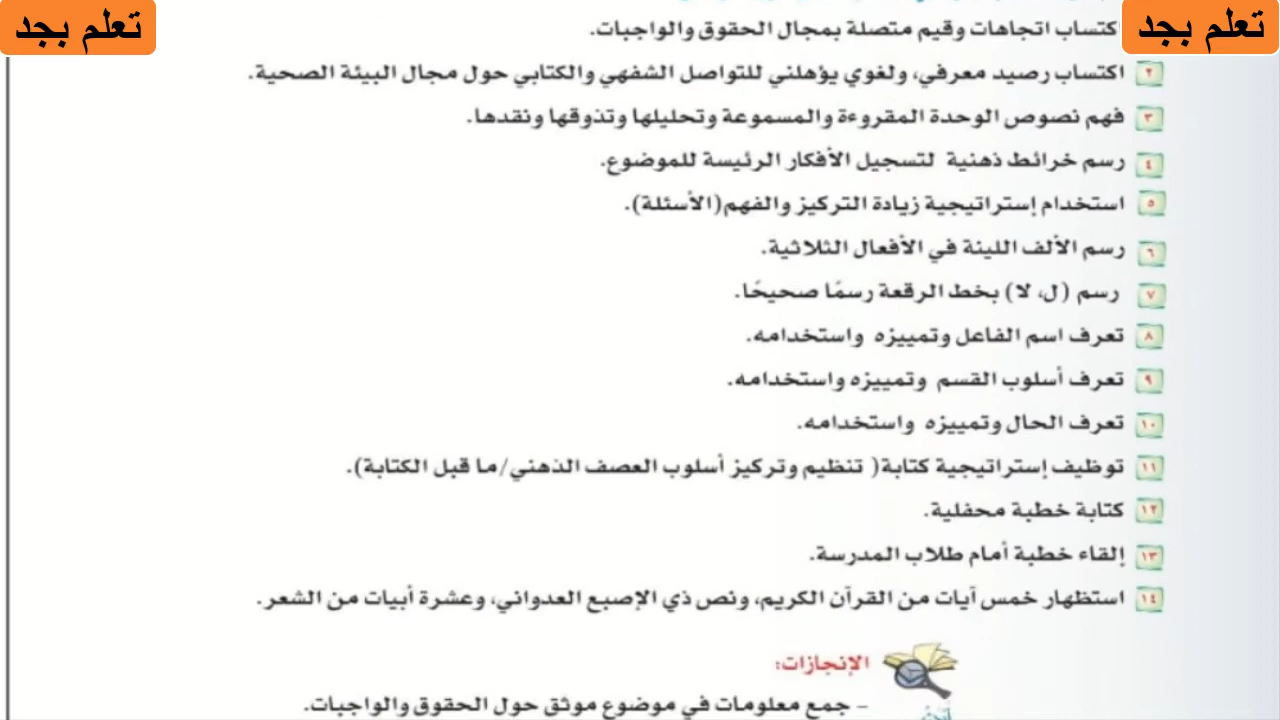 تعلم بجد
تعلم بجد
اكتساب اتجاهات وقيم متصلة بمجال الحقوق والواجبات.
٢ اكتساب رصيد معرفي، ولغوي يؤهلني للتواصل الشفهي والكتابي حول مجال البيئة الصحية.
٣ فهم نصوص الوحدة المقروءة والمسموعة وتحليلها وتذوقها ونقدها.
٤ رسم خرائط ذهنية لتسجيل الأفكار الرئيسة للموضوع.
٥ استخدام إستراتيجية زيادة التركيز والفهم(الأسئلة).
٦ رسم الألف اللينة في الأفعال الثلاثية.
٧ رسم (ل، لا) بخط الرقعة رسمًا صحيحًا.
٨ تعرف اسم الفاعل وتمييزه واستخدامه.
٩ تعرف أسلوب القسم وتمييزه واستخدامه.
١٠ تعرف الحال وتمييزه واستخدامه.
١١ توظيف إستراتيجية كتابة( تنظيم وتركيز أسلوب العصف الذهني/ما قبل الكتابة).
١٢ كتابة خطبة محفلية.
١٣ إلقاء خطبة أمام طلاب المدرسة.
١٤ استظهار خمس آيات من القرآن الكريم، ونص ذي الإصبع العدواني، وعشرة أبيات من الشعر.
الإنجازات:
- جمع معلومات في موضوع موثق حول الحقوق والواجبات.